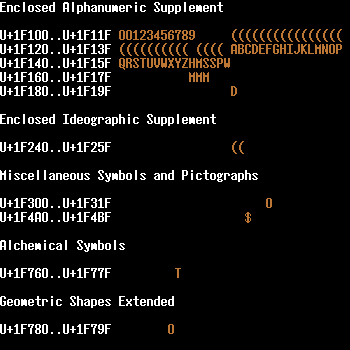 Enclosed Alphanumeric Supplement
U+1F100..U+1F11F 00123456789     ((((((((((((((((
U+1F120..U+1F13F (((((((((( (((( ABCDEFGHIJKLMNOP
U+1F140..U+1F15F QRSTUVWXYZHMSSPW
U+1F160..U+1F17F           MMM
U+1F180..U+1F19F                 D
Enclosed Ideographic Supplement
U+1F240..U+1F25F                 ((
Miscellaneous Symbols and Pictographs
U+1F300..U+1F31F                      O
U+1F4A0..U+1F4BF                   $
Alchemical Symbols
U+1F760..U+1F77F         T
Geometric Shapes Extended
U+1F780..U+1F79F        O